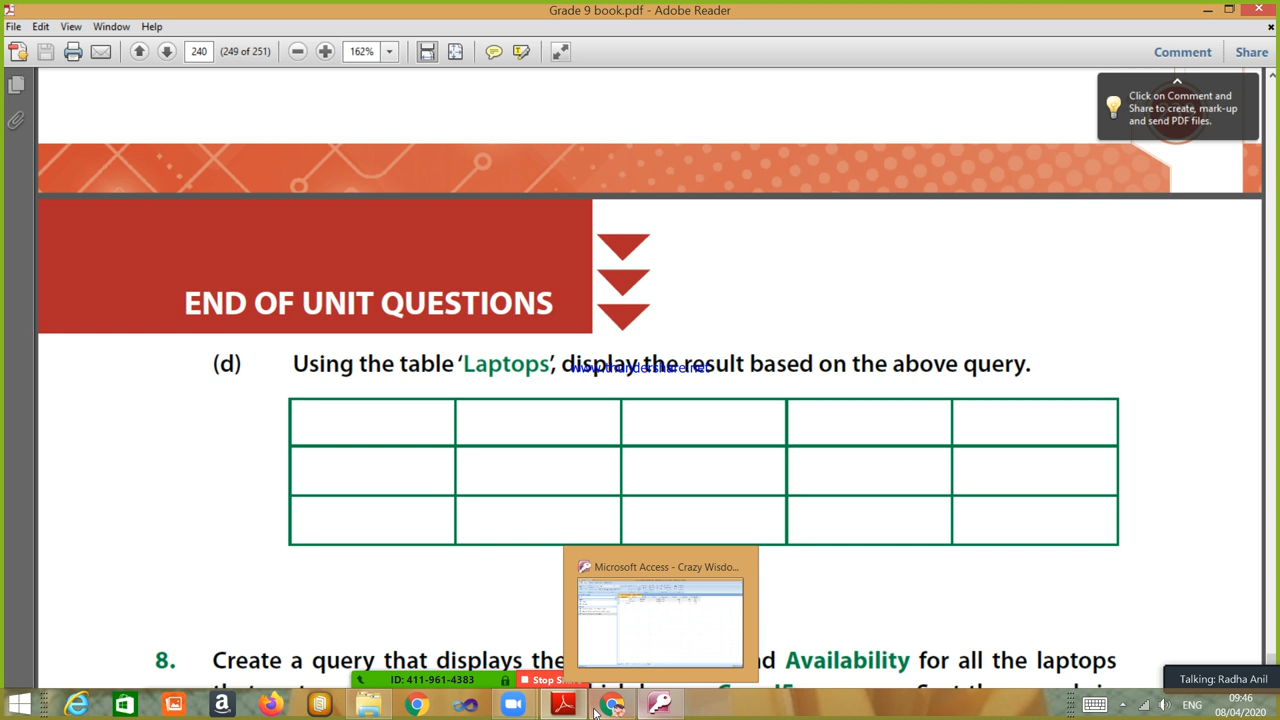 Grade 9 book.pdf - Adobe Reader
File Edit View Window Help
240 (249 of 251) 162% Comment Share
Click on Comment and
Share to create, mark-up
and send PDF files.
END OF UNIT QUESTIONS
(d) Using the table ‘Laptops’, display the result based on the above query.
www.thundershare.net
Microsoft Access - Crazy Wisdo...
8. Create a query that displays the Availability for all the laptops
ID: 411-961-4383 Stop
Talking: Radha Anil
ENG
09:46
08/04/2020